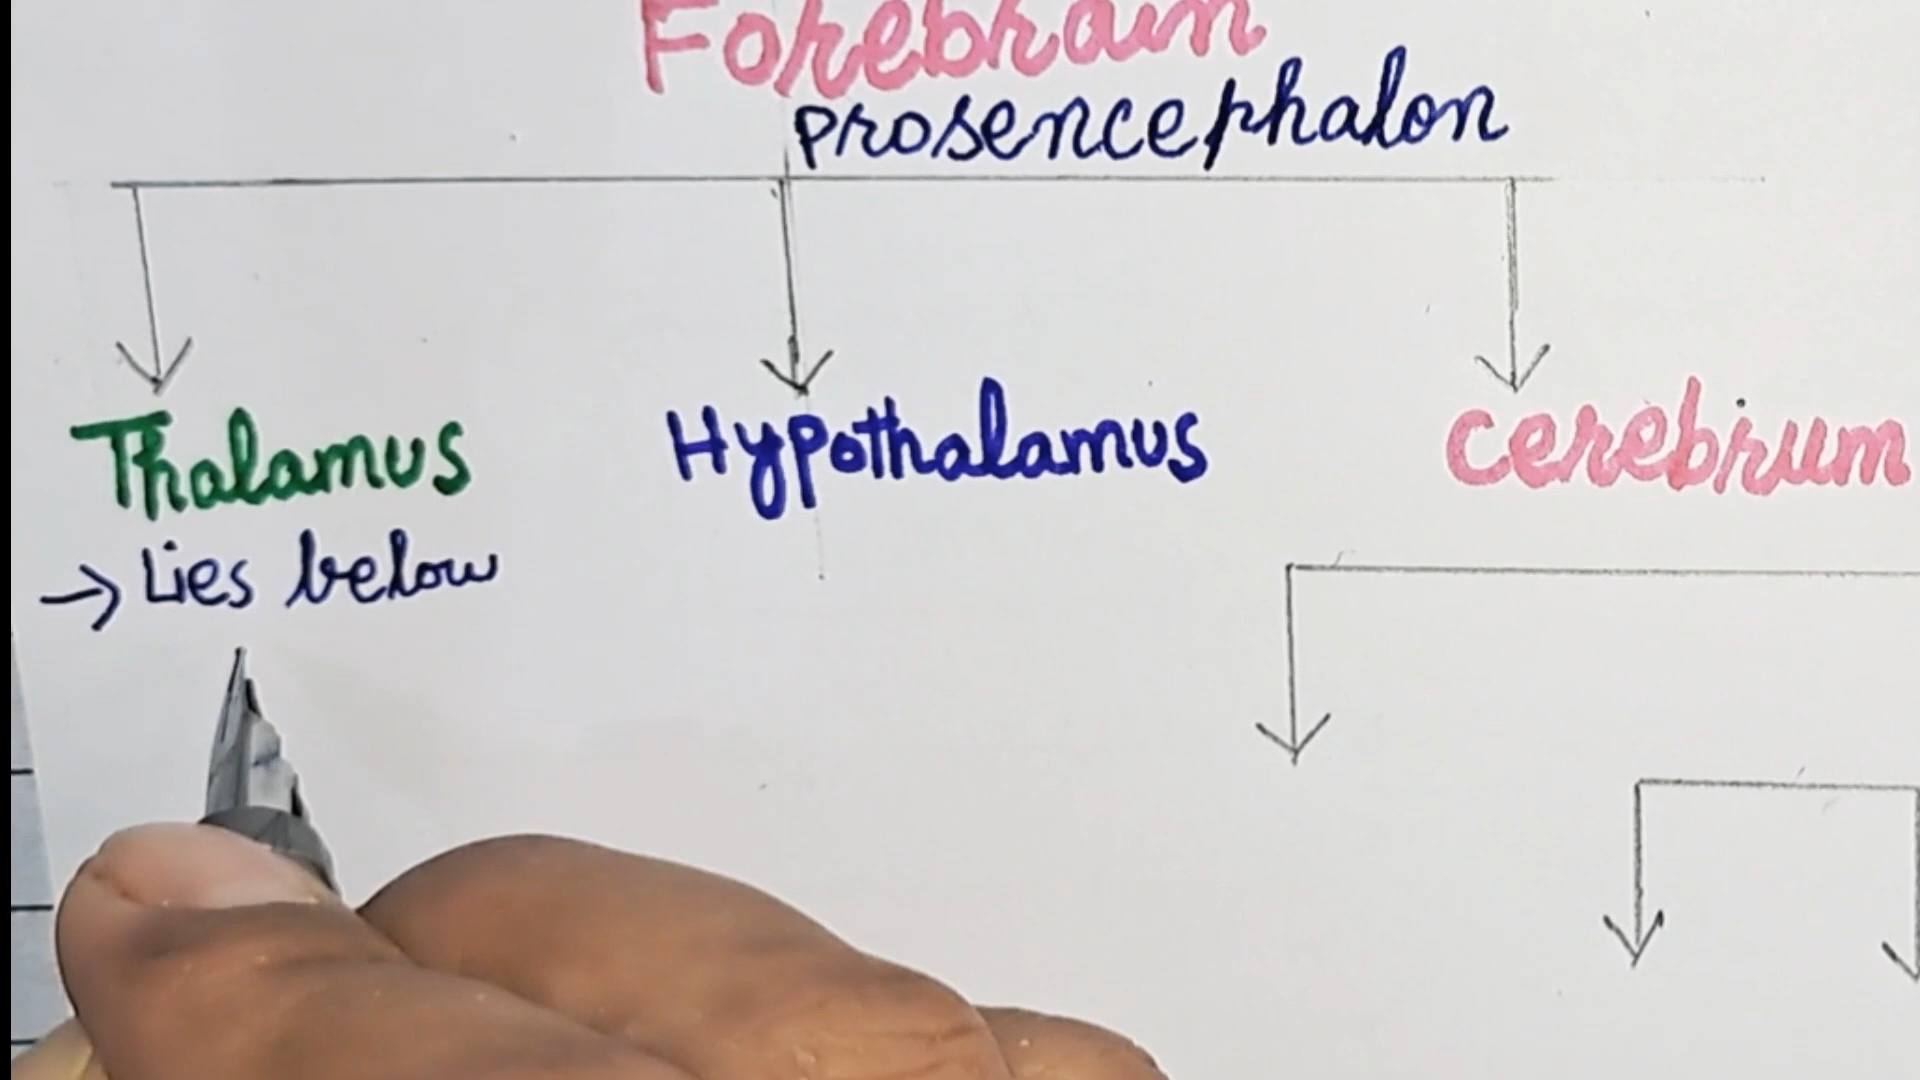 Forebrain
prosencephalon
Thalamus
Hypothalamus
cerebrum
→ Lies below